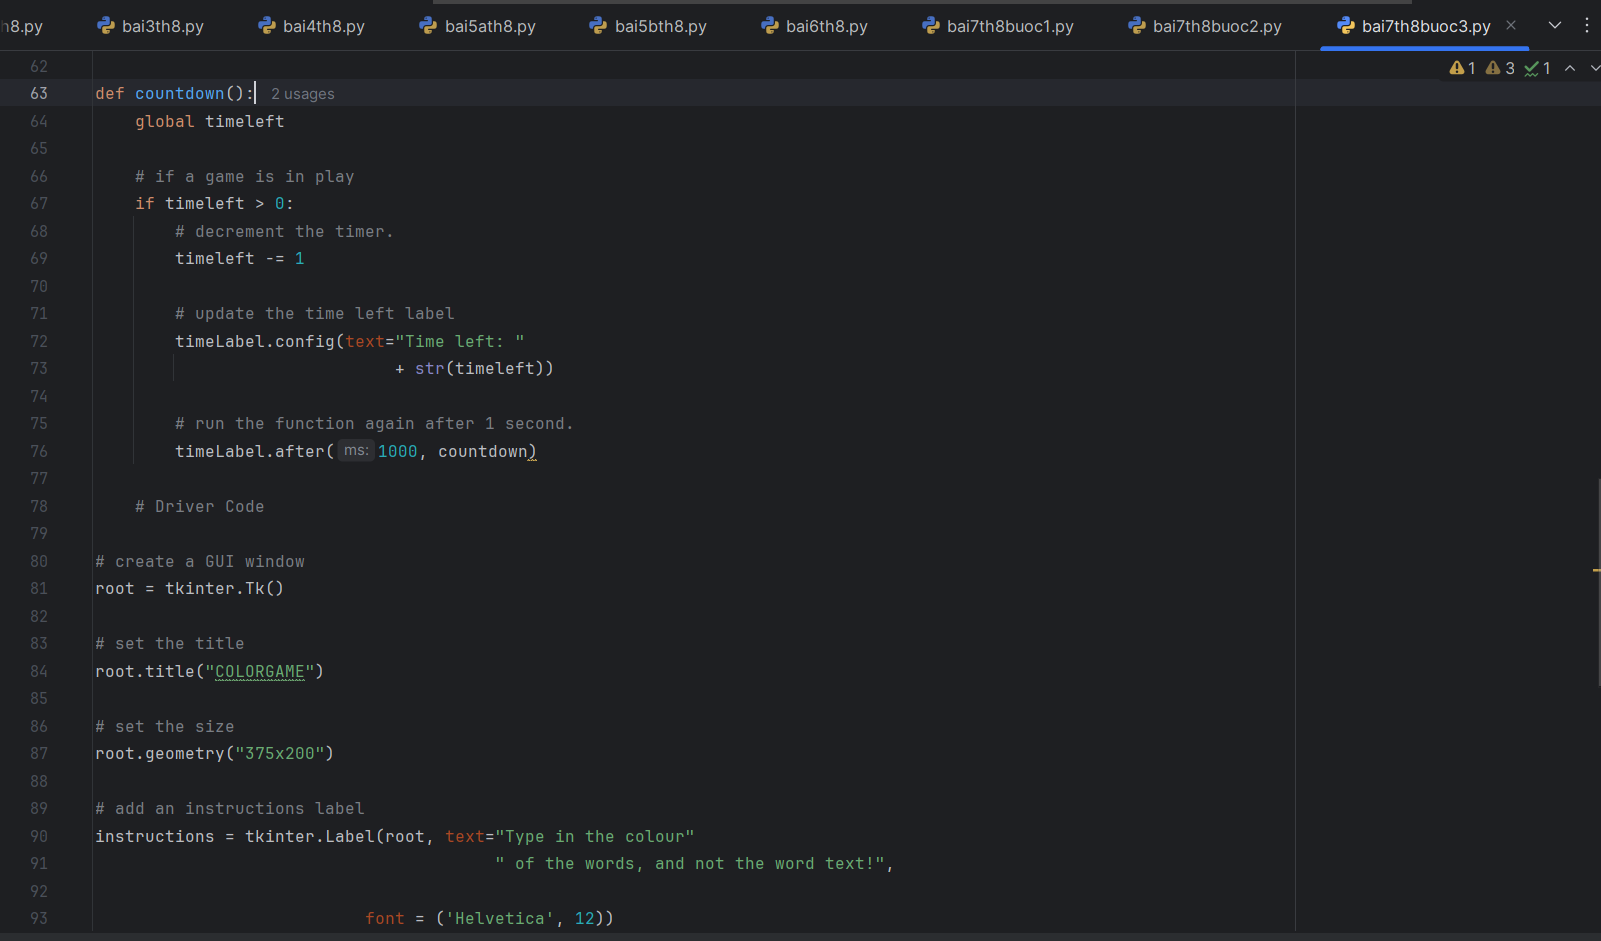 h8.py bai3th8.py bai4th8.py bai5ath8.py bai5bth8.py bai6th8.py bai7th8buoc1.py bai7th8buoc2.py bai7th8buoc3.py
1 3 1
62
63 def countdown(): 2 usages
64 global timeleft
65
66 # if a game is in play
67 if timeleft > 0:
68 # decrement the timer.
69 timeleft -= 1
70
71 # update the time left label
72 timeLabel.config(text="Time left: "
73 + str(timeleft))
74
75 # run the function again after 1 second.
76 timeLabel.after( ms: 1000, countdown)
77
78 # Driver Code
79
80 # create a GUI window
81 root = tkinter.Tk()
82
83 # set the title
84 root.title("COLORGAME")
85
86 # set the size
87 root.geometry("375x200")
88
89 # add an instructions label
90 instructions = tkinter.Label(root, text="Type in the colour"
91 " of the words, and not the word text!",
92
93 font = ('Helvetica', 12))